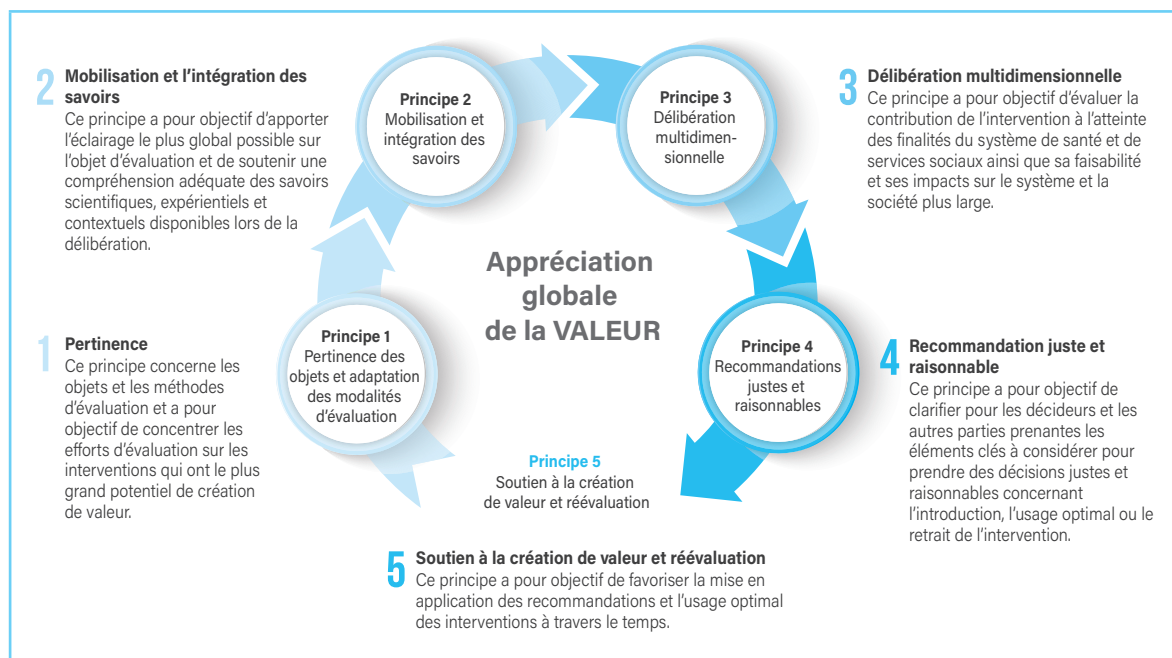 2
Mobilisation et l'intégration des
savoirs
Ce principe a pour objectif d'apporter
l'éclairage le plus global possible sur
l'objet d'évaluation et de soutenir une
compréhension adéquate des savoirs
scientifiques, expérientiels et
contextuels disponibles lors de la
délibération.
Principe 2
Mobilisation et
intégration des
savoirs
Principe 3
Délibération
multidimen-
sionnelle
3
Délibération multidimensionnelle
Ce principe a pour objectif d'évaluer la
contribution de l'intervention à l'atteinte
des finalités du système de santé et de
services sociaux ainsi que sa faisabilité
et ses impacts sur le système et la
société plus large.
Appréciation
globale
de la VALEUR
1
Pertinence
Ce principe concerne les
objets et les méthodes
d'évaluation et a pour
objectif de concentrer les
efforts d'évaluation sur les
interventions qui ont le plus
grand potentiel de création
de valeur.
Principe 1
Pertinence des
objets et adaptation
des modalités
d'évaluation
Principe 4
Recommandations
justes et
raisonnables
4
Recommandation juste et
raisonnable
Ce principe a pour objectif de
clarifier pour les décideurs et les
autres parties prenantes les
éléments clés à considérer pour
prendre des décisions justes et
raisonnables concernant
l'introduction, l'usage optimal ou le
retrait de l'intervention.
Principe 5
Soutien à la création
de valeur et réévaluation
5
Soutien à la création de valeur et réévaluation
Ce principe a pour objectif de favoriser la mise en
application des recommandations et l'usage optimal
des interventions à travers le temps.